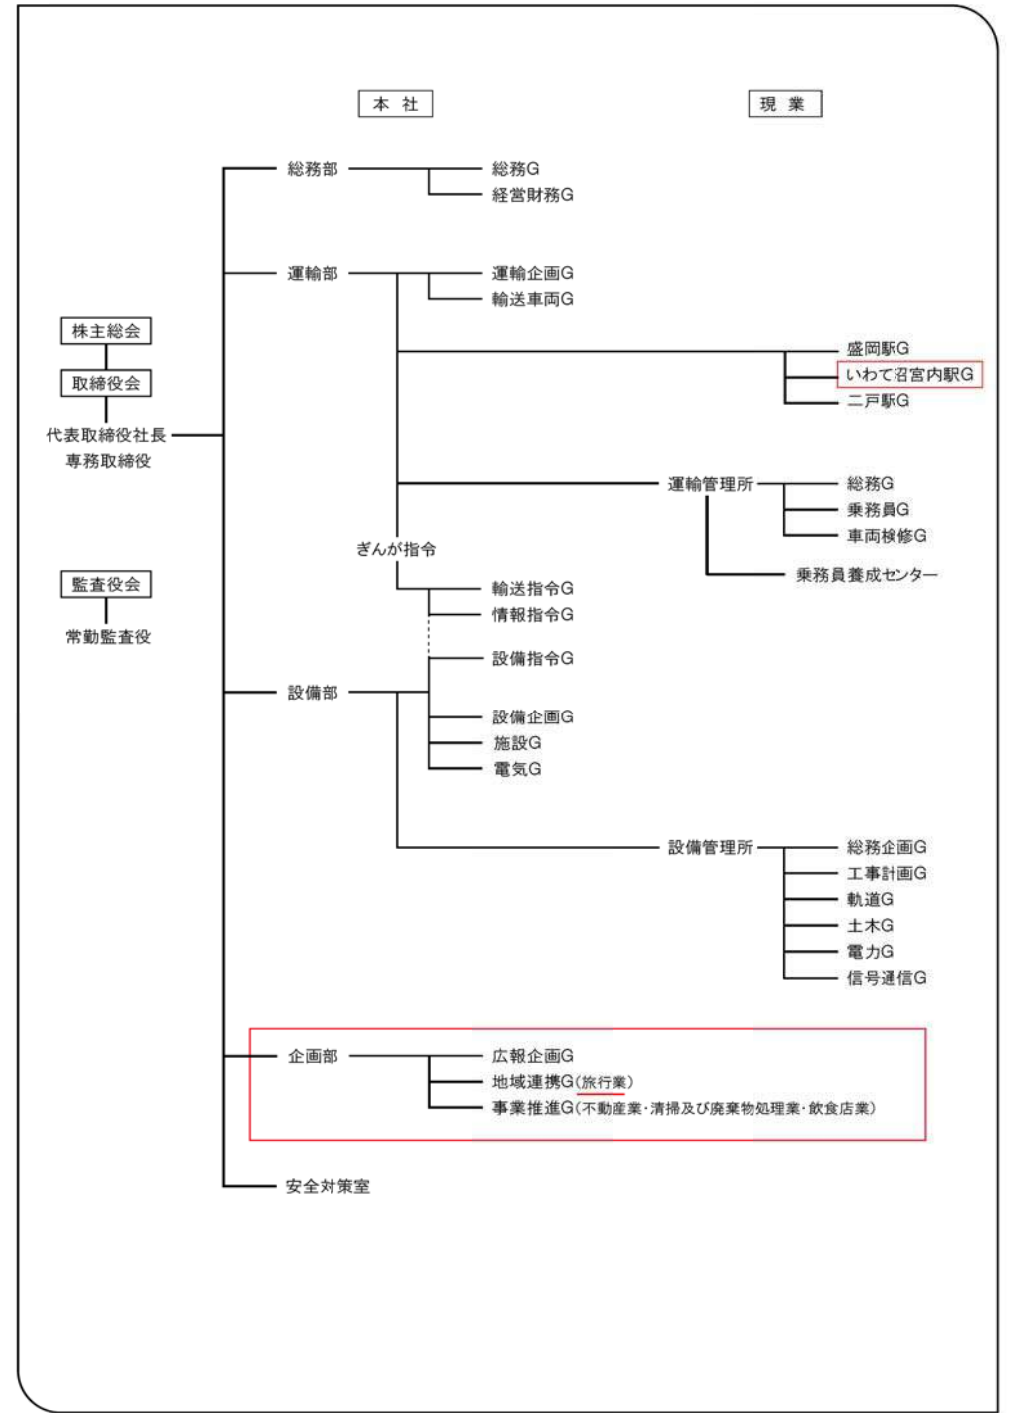 本社
現業
総務部
総務G
経営財務G
運輸部
運輸企画G
輸送車両G
株主総会
取締役会
代表取締役社長
専務取締役
盛岡駅G
いわて沼宮内駅G
二戸駅G
運輸管理所
総務G
乗務員G
車両検修G
乗務員養成センター
ぎんが指令
輸送指令G
情報指令G
監査役会
常勤監査役
設備指令G
設備部
設備企画G
施設G
電気G
設備管理所
総務企画G
工事計画G
軌道G
土木G
電力G
信号通信G
企画部
広報企画G
地域連携G(旅行業)
事業推進G(不動産業・清掃及び廃棄物処理業・飲食店業)
安全対策室